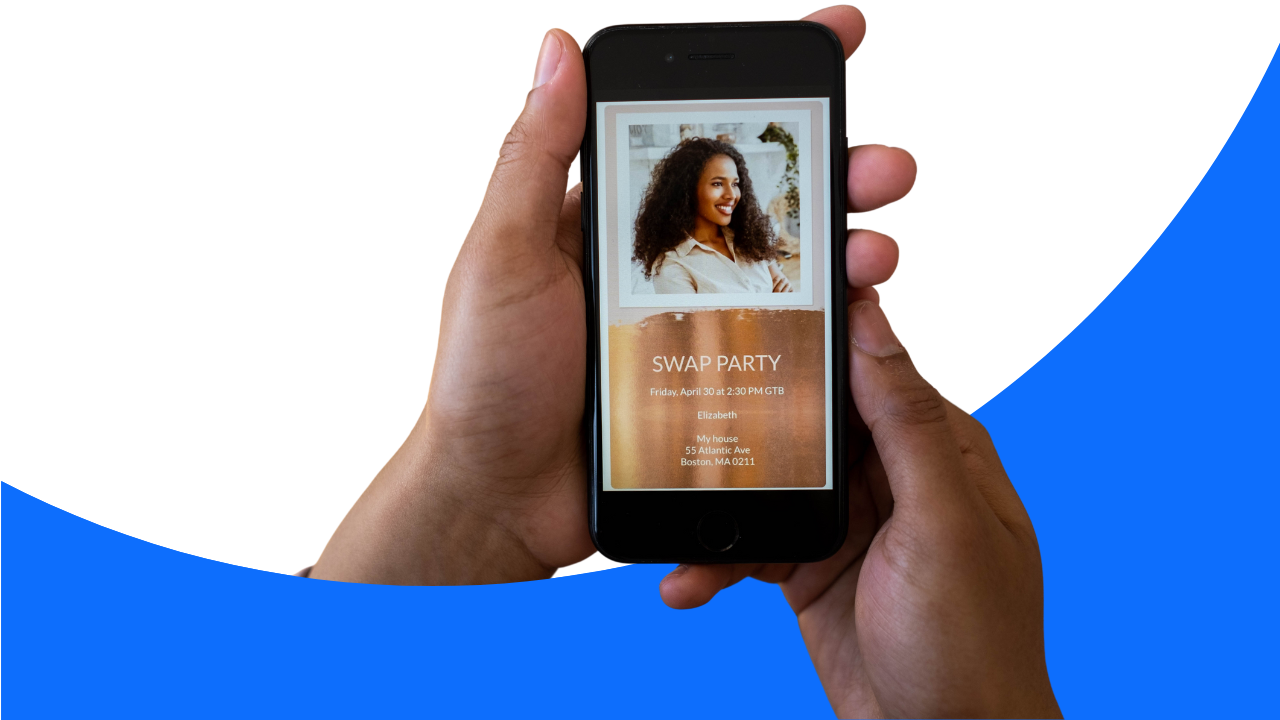 SWAP PARTY
Friday, April 30 at 2:30 PM GTB
Elizabeth
My house
55 Atlantic Ave
Boston, MA 0211